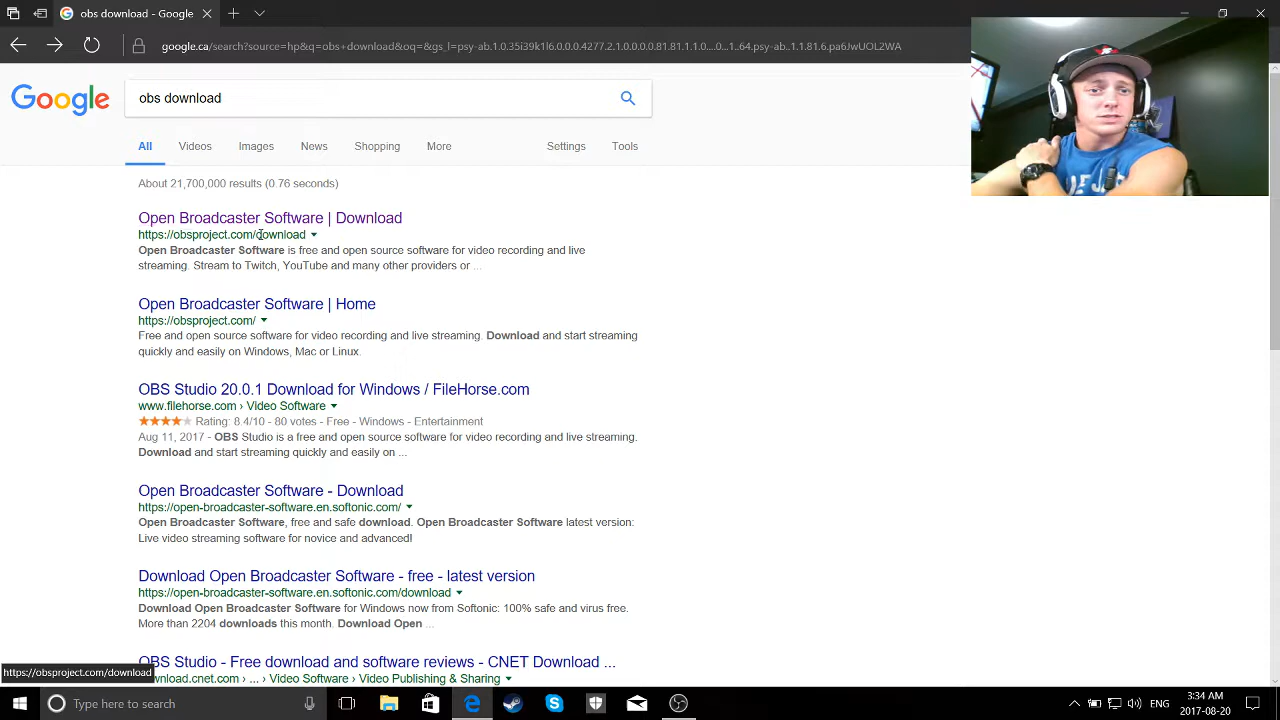 obs download - Google
google.ca/search?source=hp&q=obs+download&oq=&gs_l=psy-ab.1.0.35i39k1l6.0.0.0.4277.2.1.0.0.0.0.81.81.1.1.0....0...1..64.psy-ab..1.1.81.6.pa6JwUOL2WA
Google
obs download
All Videos Images News Shopping More Settings Tools
About 21,700,000 results (0.76 seconds)
Open Broadcaster Software | Download
https://obsproject.com/download
Open Broadcaster Software is free and open source software for video recording and live
streaming. Stream to Twitch, YouTube and many other providers or ...
Open Broadcaster Software | Home
https://obsproject.com/
Free and open source software for video recording and live streaming. Download and start streaming
quickly and easily on Windows, Mac or Linux.
OBS Studio 20.0.1 Download for Windows / FileHorse.com
www.filehorse.com › Video Software
Rating: 8.4/10 - 80 votes - Free - Windows - Entertainment
Aug 11, 2017 - OBS Studio is a free and open source software for video recording and live streaming.
Download and start streaming quickly and easily on ...
Open Broadcaster Software - Download
https://open-broadcaster-software.en.softonic.com/
Open Broadcaster Software, free and safe download. Open Broadcaster Software latest version:
Live video streaming software for novice and advanced!
Download Open Broadcaster Software - free - latest version
https://open-broadcaster-software.en.softonic.com/download
Download Open Broadcaster Software for Windows now from Softonic: 100% safe and virus free.
More than 2204 downloads this month. Download Open ...
OBS Studio - Free download and software reviews - CNET Download ...
download.cnet.com › ... › Video Software › Video Publishing & Sharing
https://obsproject.com/download
Type here to search
ENG
3:34 AM
2017-08-20